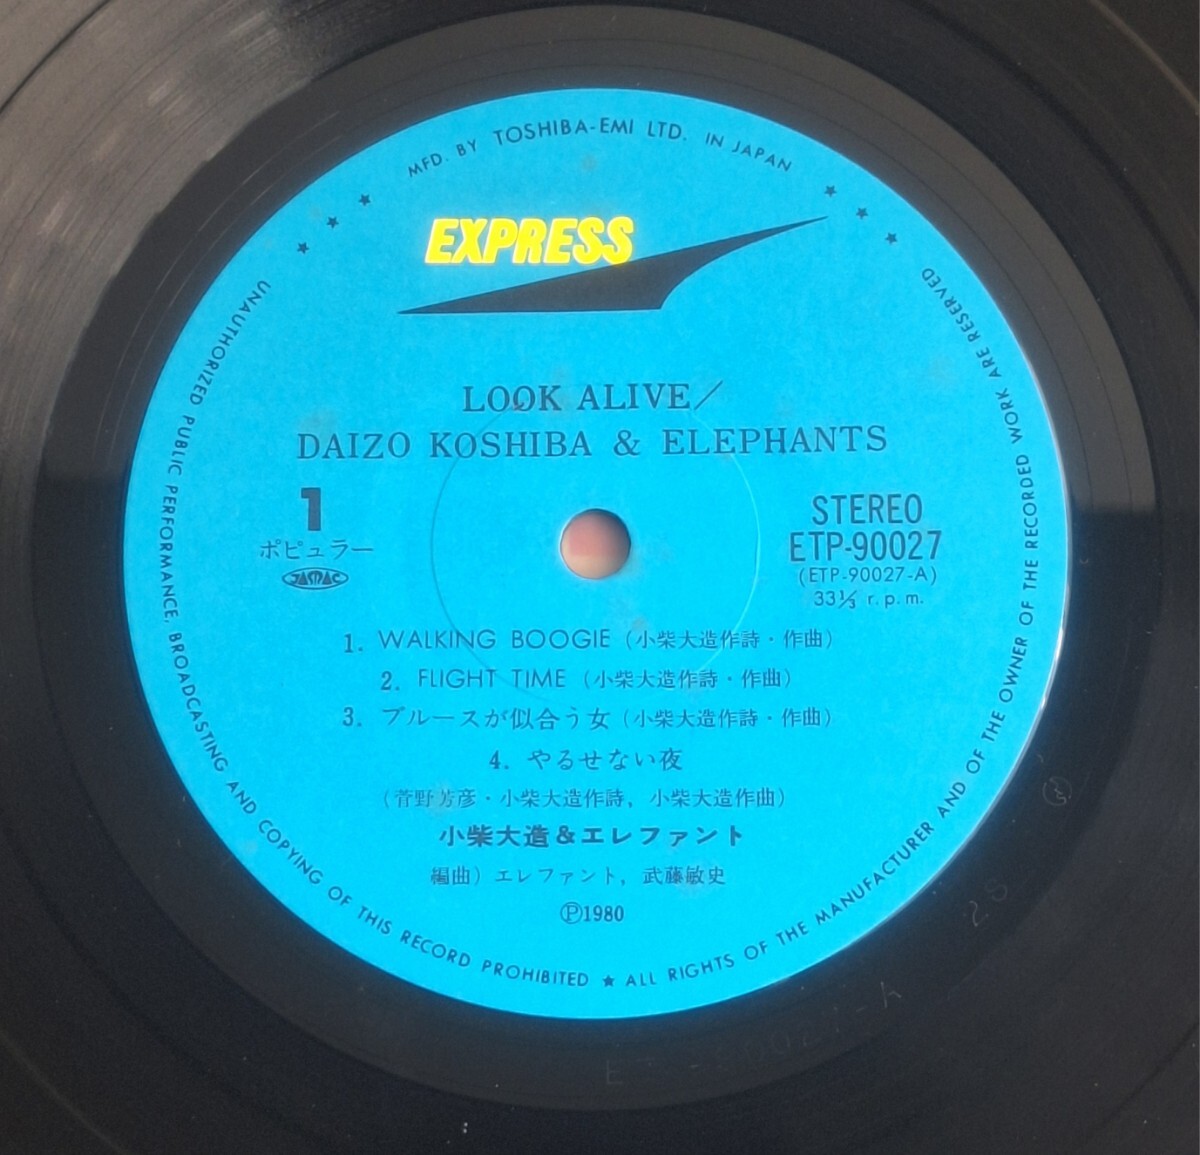 MFD. BY TOSHIBA-EMI LTD. IN JAPAN
EXPRESS
LOOK ALIVE/
DAIZO KOSHIBA & ELEPHANTS
1
ポピュラー
JASRAC
STEREO
ETP-90027
(ETP-90027-A)
33⅓ r.p.m.
1. WALKING BOOGIE (小柴大造作詩・作曲)
2. FLIGHT TIME (小柴大造作詩・作曲)
3. ブルースが似合う女 (小柴大造作詩・作曲)
4. やるせない夜
(菅野芳彦・小柴大造作詩, 小柴大造作曲)
小柴大造&エレファント
編曲) エレファント, 武藤敏史
Ⓟ1980
UNAUTHORIZED PUBLIC PERFORMANCE, BROADCASTING AND COPYING OF THIS RECORD PROHIBITED ★ ALL RIGHTS OF THE MANUFACTURER AND OF THE OWNER OF THE RECORDED WORK ARE RESERVED